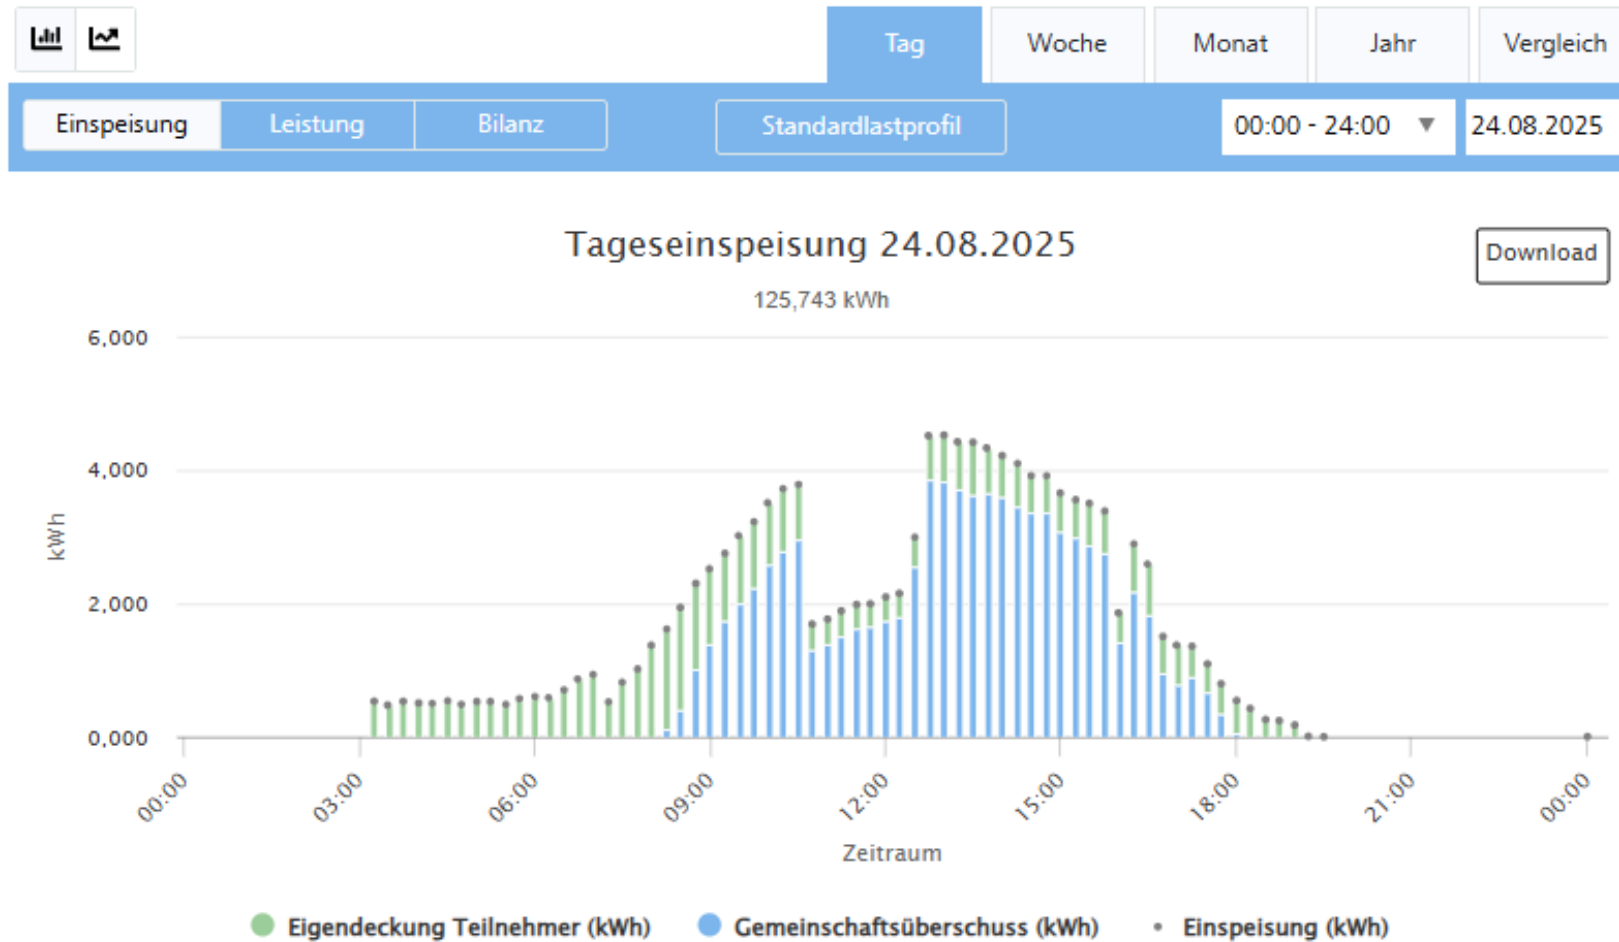 Tag Woche Monat Jahr Vergleich
Einspeisung Leistung Bilanz Standardlastprofil 00:00 - 24:00 24.08.2025
Tageseinspeisung 24.08.2025
Download
125,743 kWh
6,000
4,000
kWh
2,000
0,000
00:00 03:00 06:00 09:00 12:00 15:00 18:00 21:00 00:00
Zeitraum
Eigendeckung Teilnehmer (kWh) Gemeinschaftsüberschuss (kWh) Einspeisung (kWh)